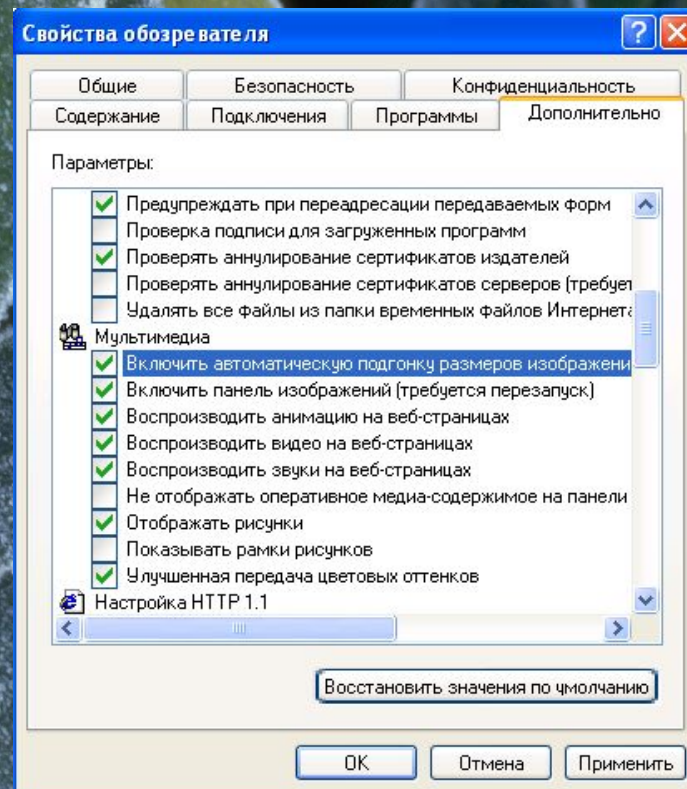 Свойства обозревателя
Общие Безопасность Конфиденциальность
Содержание Подключения Программы Дополнительно
Параметры:
Предупреждать при переадресации передаваемых форм
Проверка подписи для загруженных программ
Проверять аннулирование сертификатов издателей
Проверять аннулирование сертификатов серверов (требует
Удалять все файлы из папки временных файлов Интернета
Мультимедиа
Включить автоматическую подгонку размеров изображени
Включить панель изображений (требуется перезапуск)
Воспроизводить анимацию на веб-страницах
Воспроизводить видео на веб-страницах
Воспроизводить звуки на веб-страницах
Не отображать оперативное медиа-содержимое на панели
Отображать рисунки
Показывать рамки рисунков
Улучшенная передача цветовых оттенков
Настройка HTTP 1.1
Восстановить значения по умолчанию
OK Отмена Применить